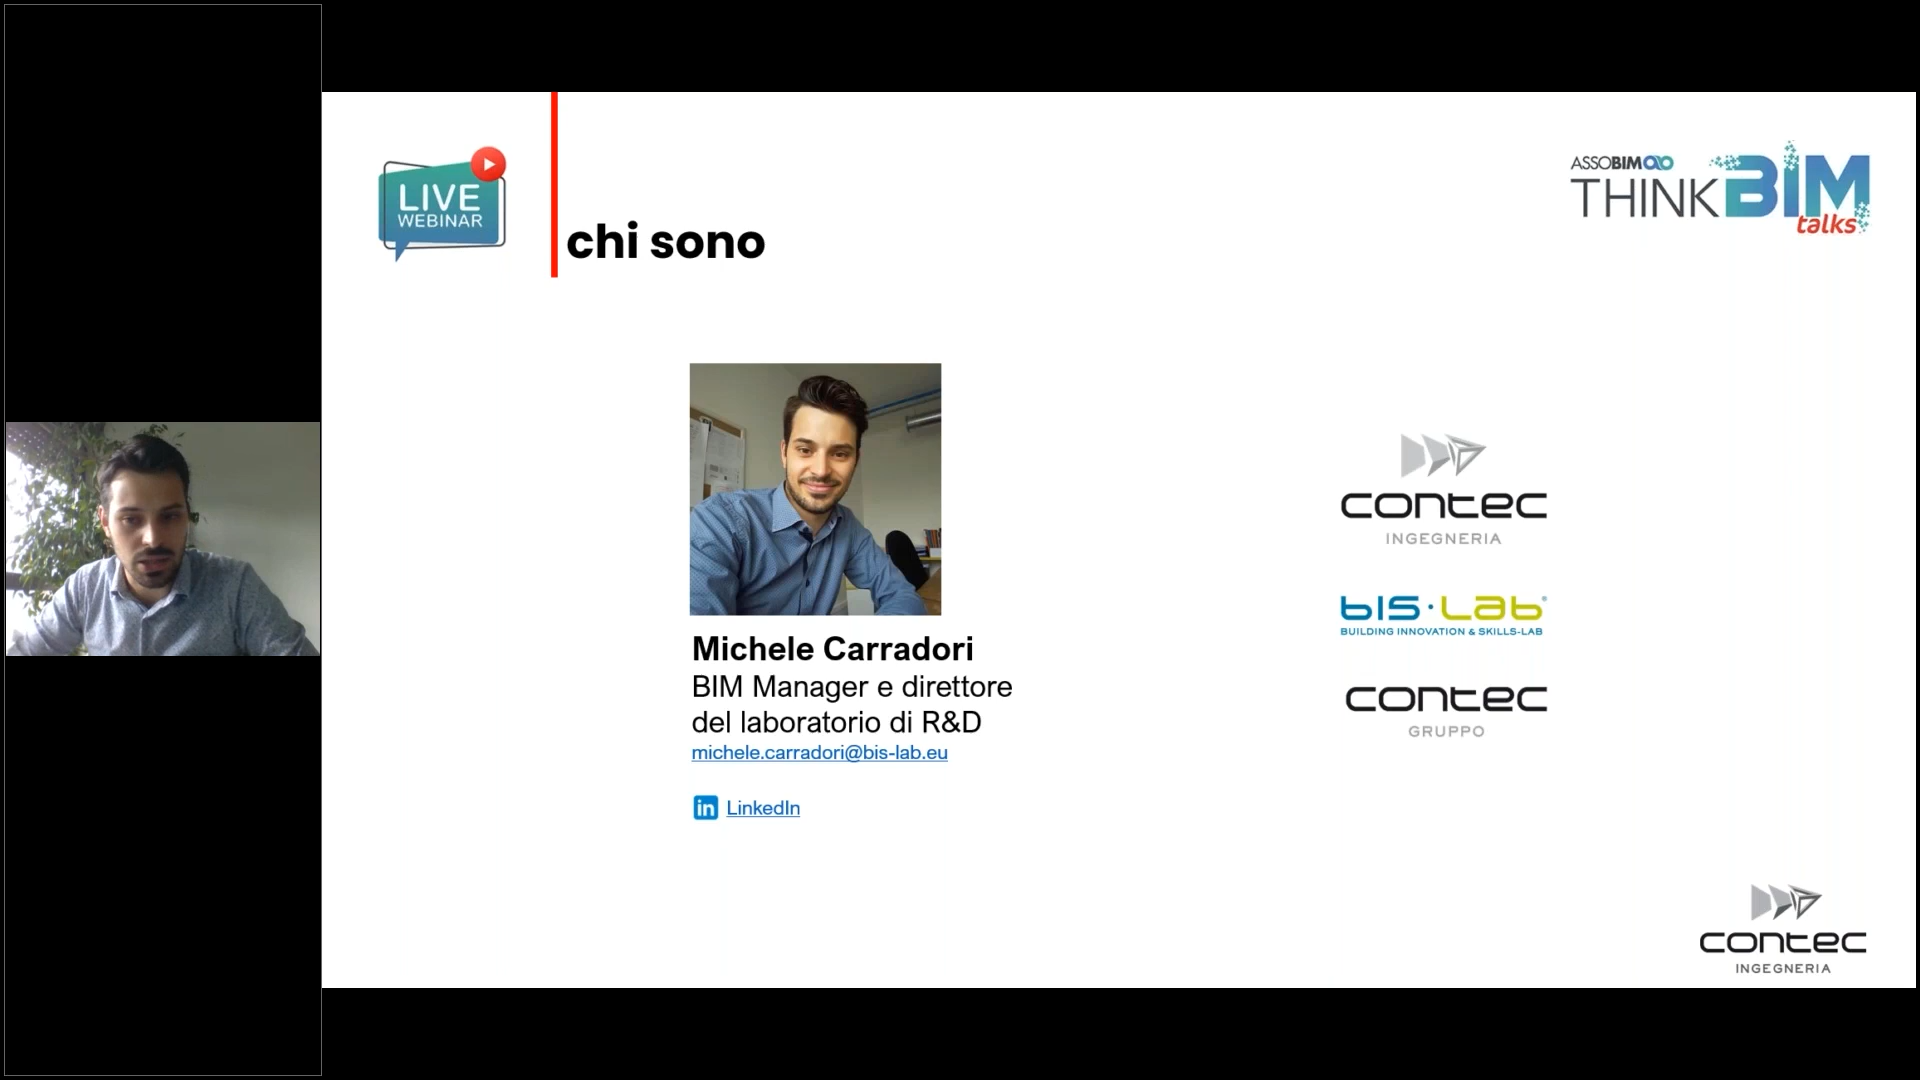 LIVE
WEBINAR
chi sono
ASSOBIM
THINKBIM
talks
Michele Carradori
BIM Manager e direttore
del laboratorio di R&D
michele.carradori@bis-lab.eu
in LinkedIn
contec
INGEGNERIA
bis·Lab®
BUILDING INNOVATION & SKILLS-LAB
contec
GRUPPO
contec
INGEGNERIA